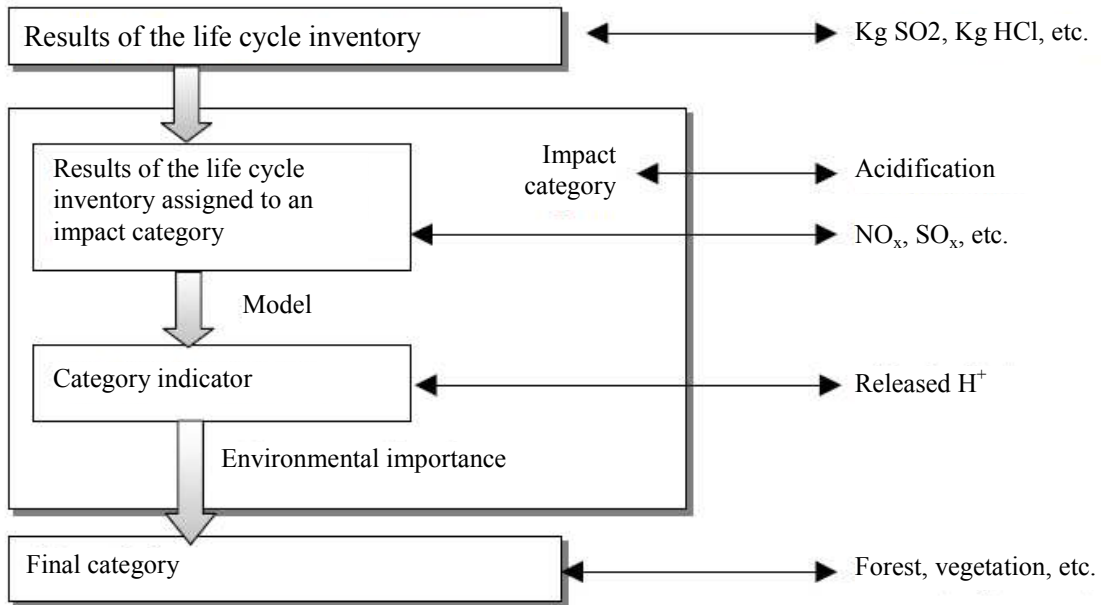 Results of the life cycle inventory
Kg SO2, Kg HCl, etc.
Results of the life cycle
inventory assigned to an
impact category
Impact
category
Acidification
NOx, SOx, etc.
Model
Category indicator
Released H+
Environmental importance
Final category
Forest, vegetation, etc.